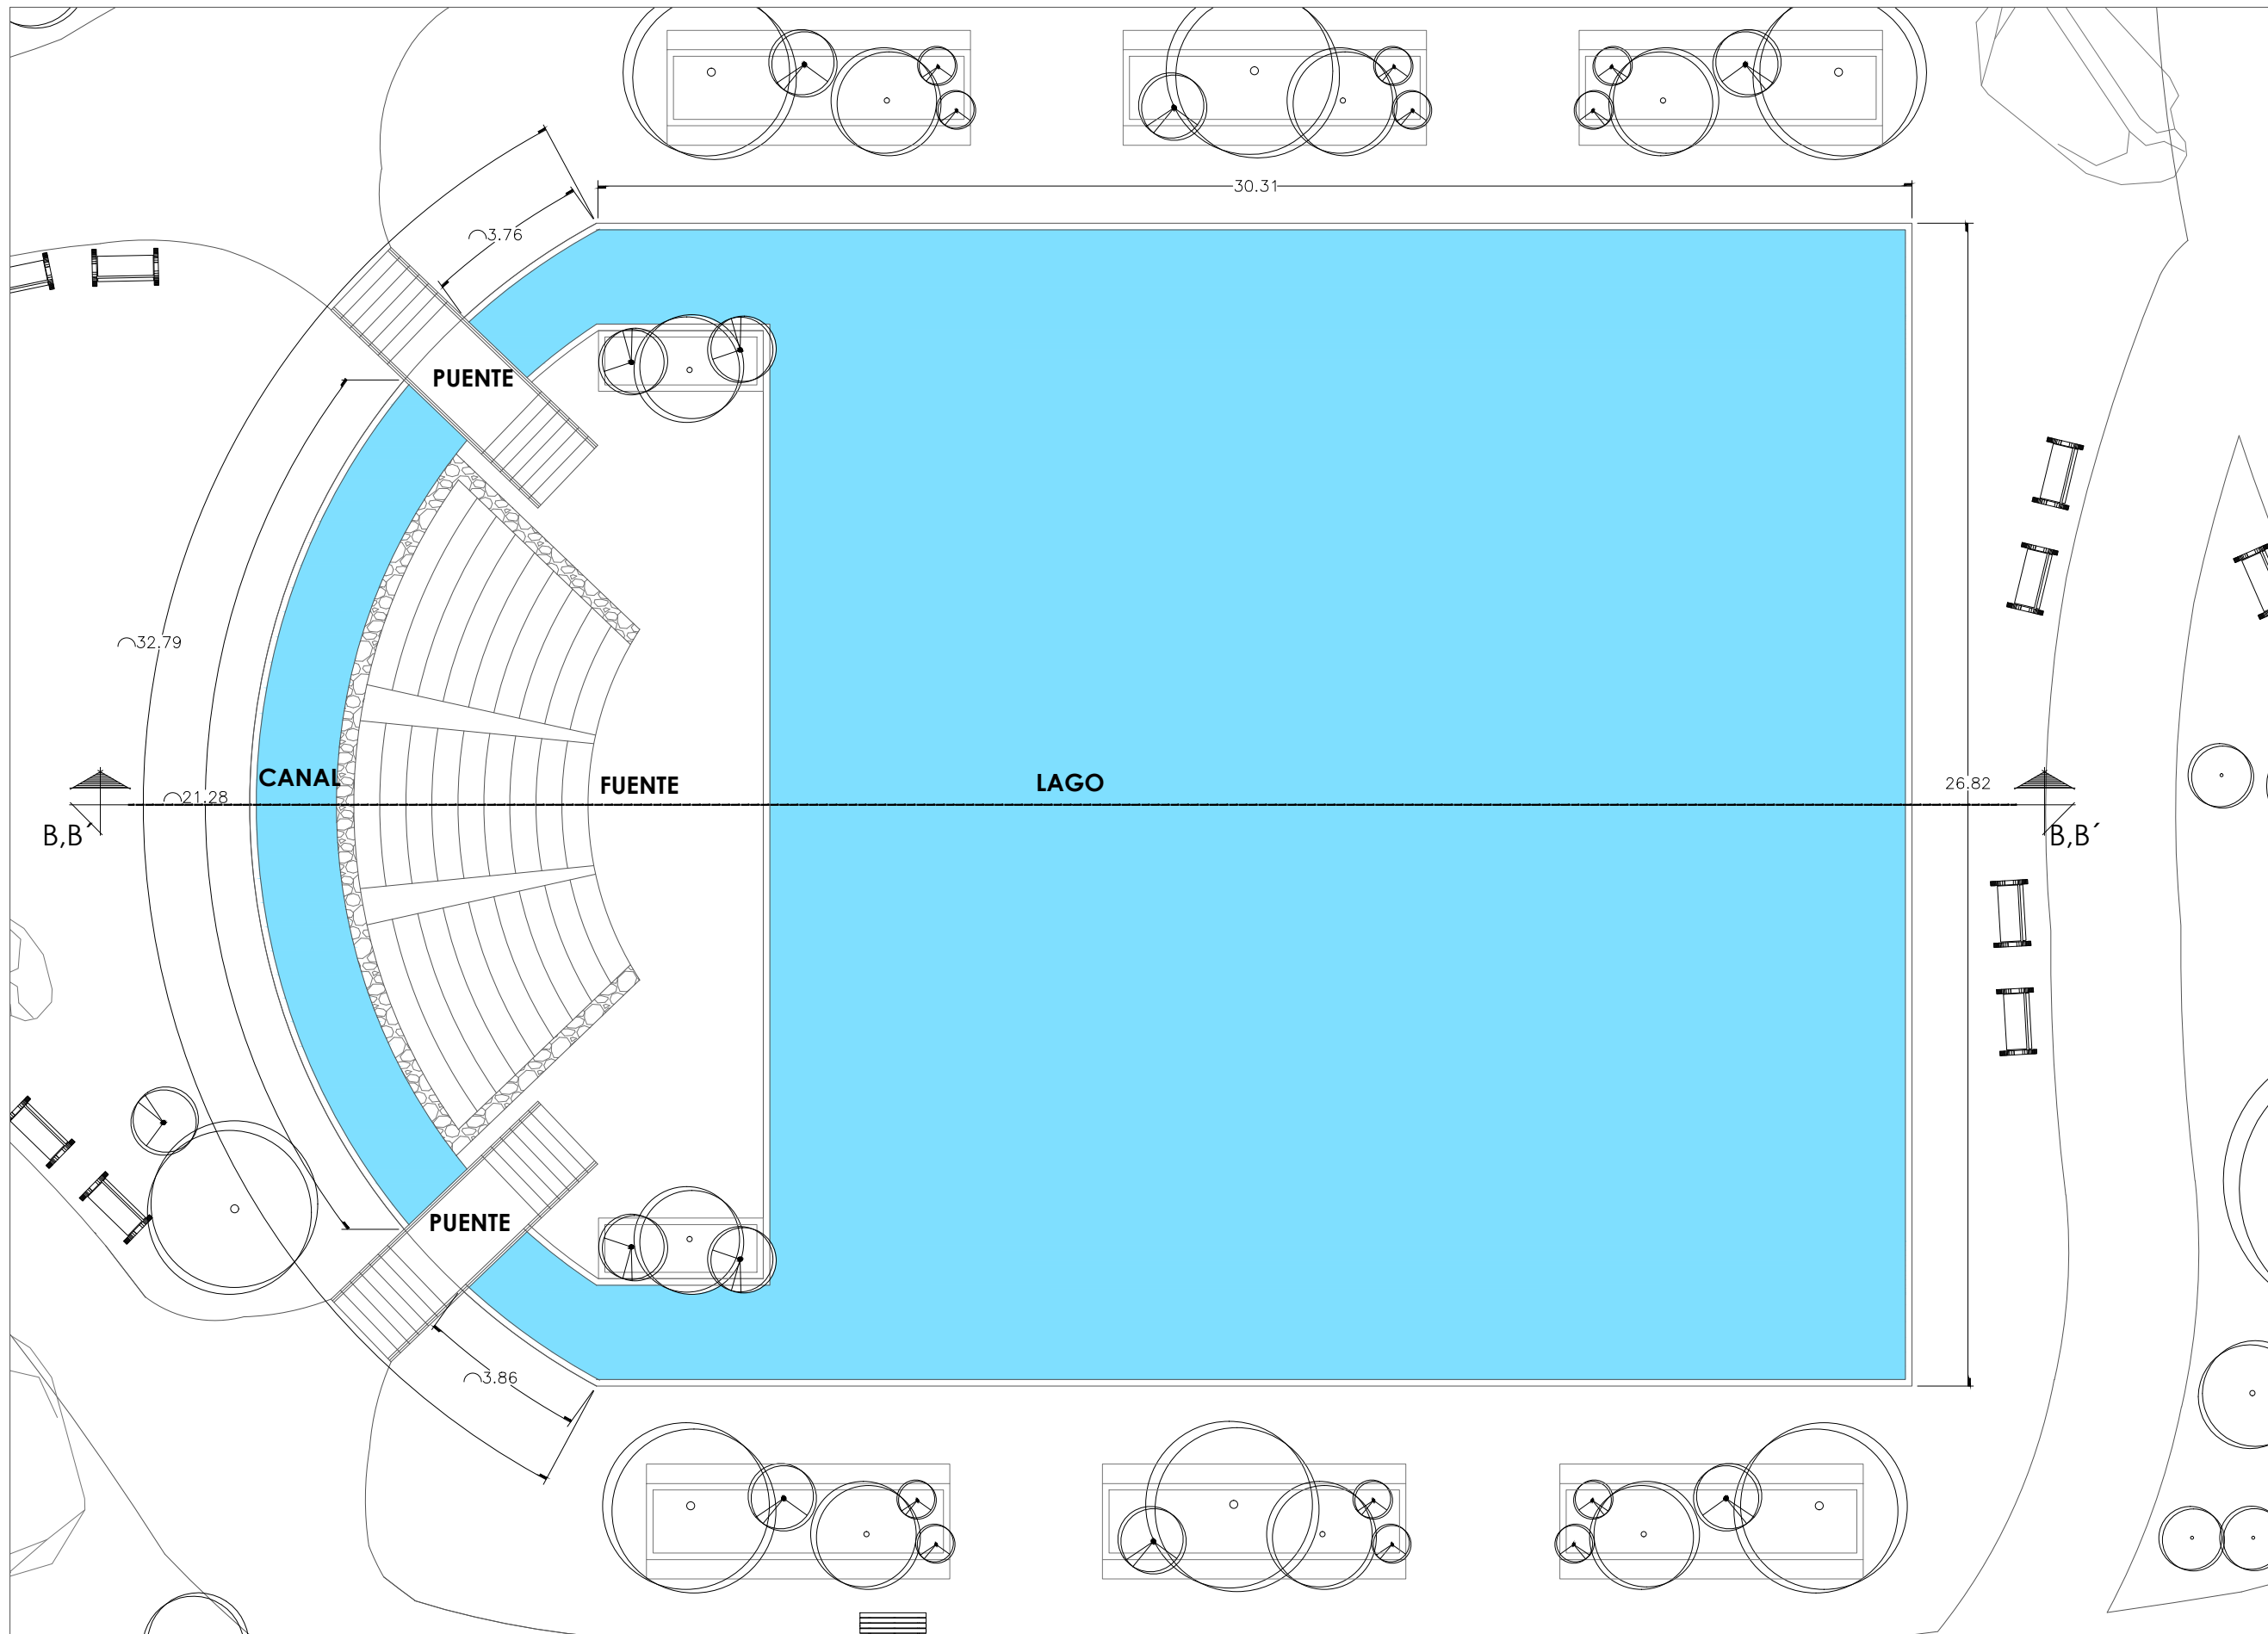 30.31
⌒3.76
PUENTE
⌒32.79
CANAL
FUENTE
LAGO
26.82
⌒21.28
B,B´
B,B´
PUENTE
⌒3.86